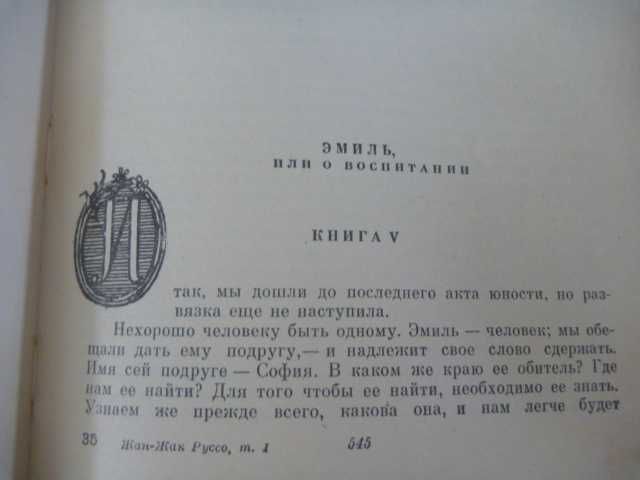 ЭМИЛЬ,
ИЛИ О ВОСПИТАНИИ
КНИГА V
И
так, мы дошли до последнего акта юности, но раз-
вязка еще не наступила.
Нехорошо человеку быть одному. Эмиль — человек; мы обе-
щали дать ему подругу,— и надлежит свое слово сдержать.
Имя сей подруге — София. В каком же краю ее обитель? Где
нам ее найти? Для того чтобы ее найти, необходимо ее знать.
Узнаем же прежде всего, какова она, и нам легче будет
35 Жан-Жак Руссо, т. I 545